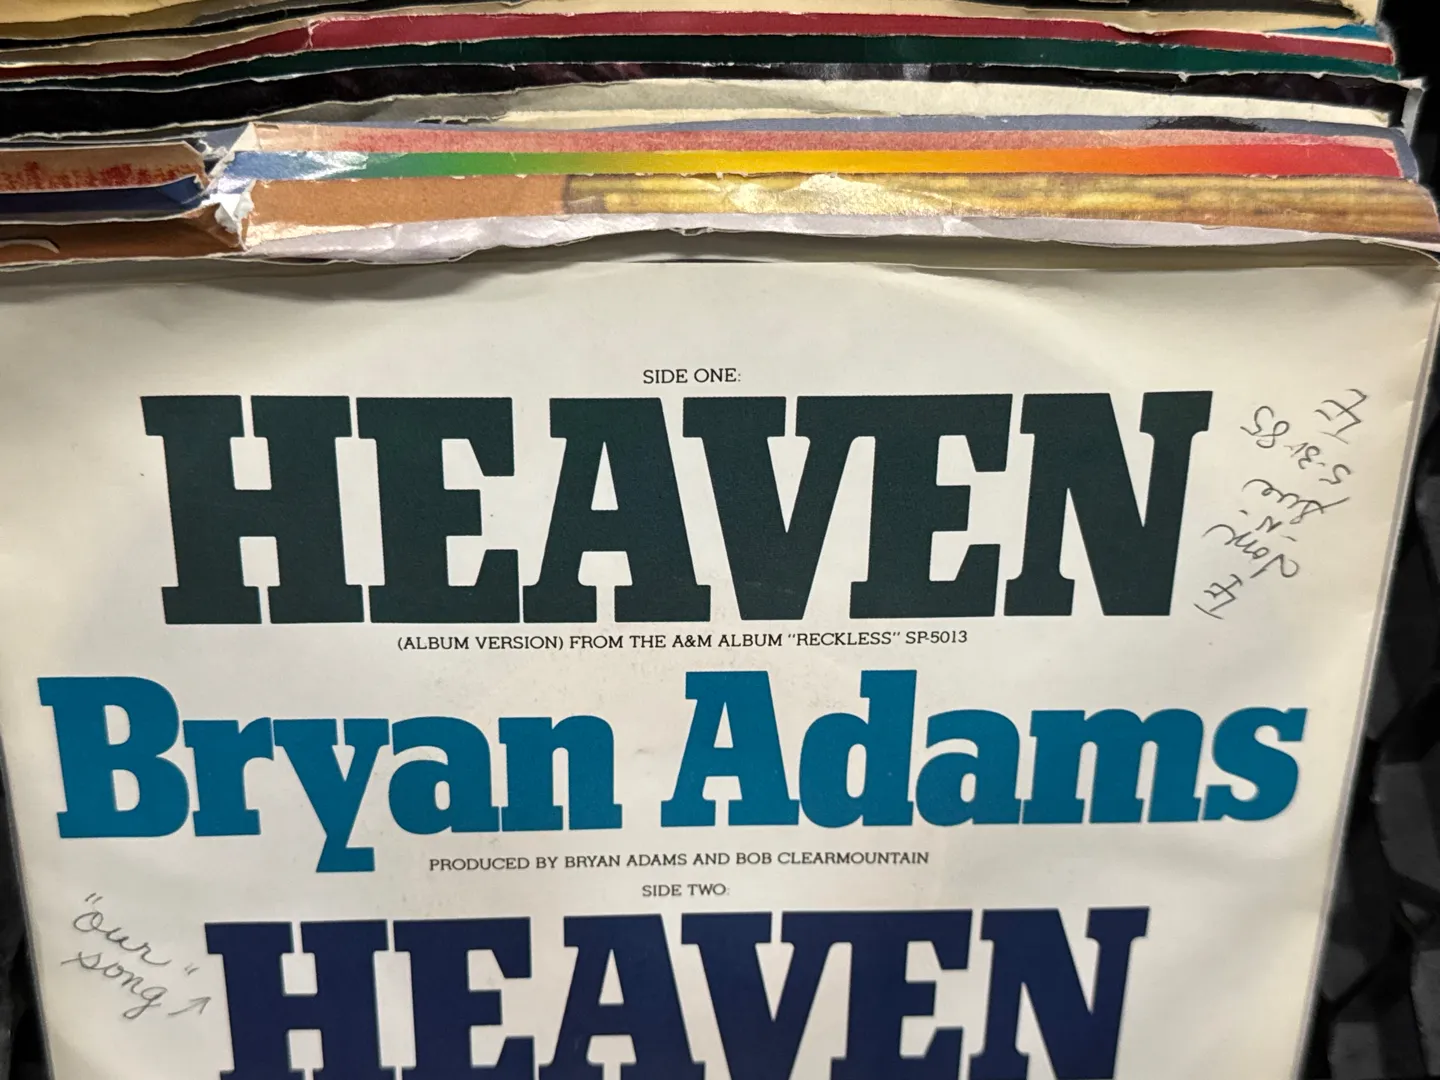 SIDE ONE:
HEAVEN
(ALBUM VERSION) FROM THE A&M ALBUM "RECKLESS" SP-5013
Bryan Adams
PRODUCED BY BRYAN ADAMS AND BOB CLEARMOUNTAIN
SIDE TWO:
HEAVEN
"our
song"
Tom
-N-
Sue
5-31-85